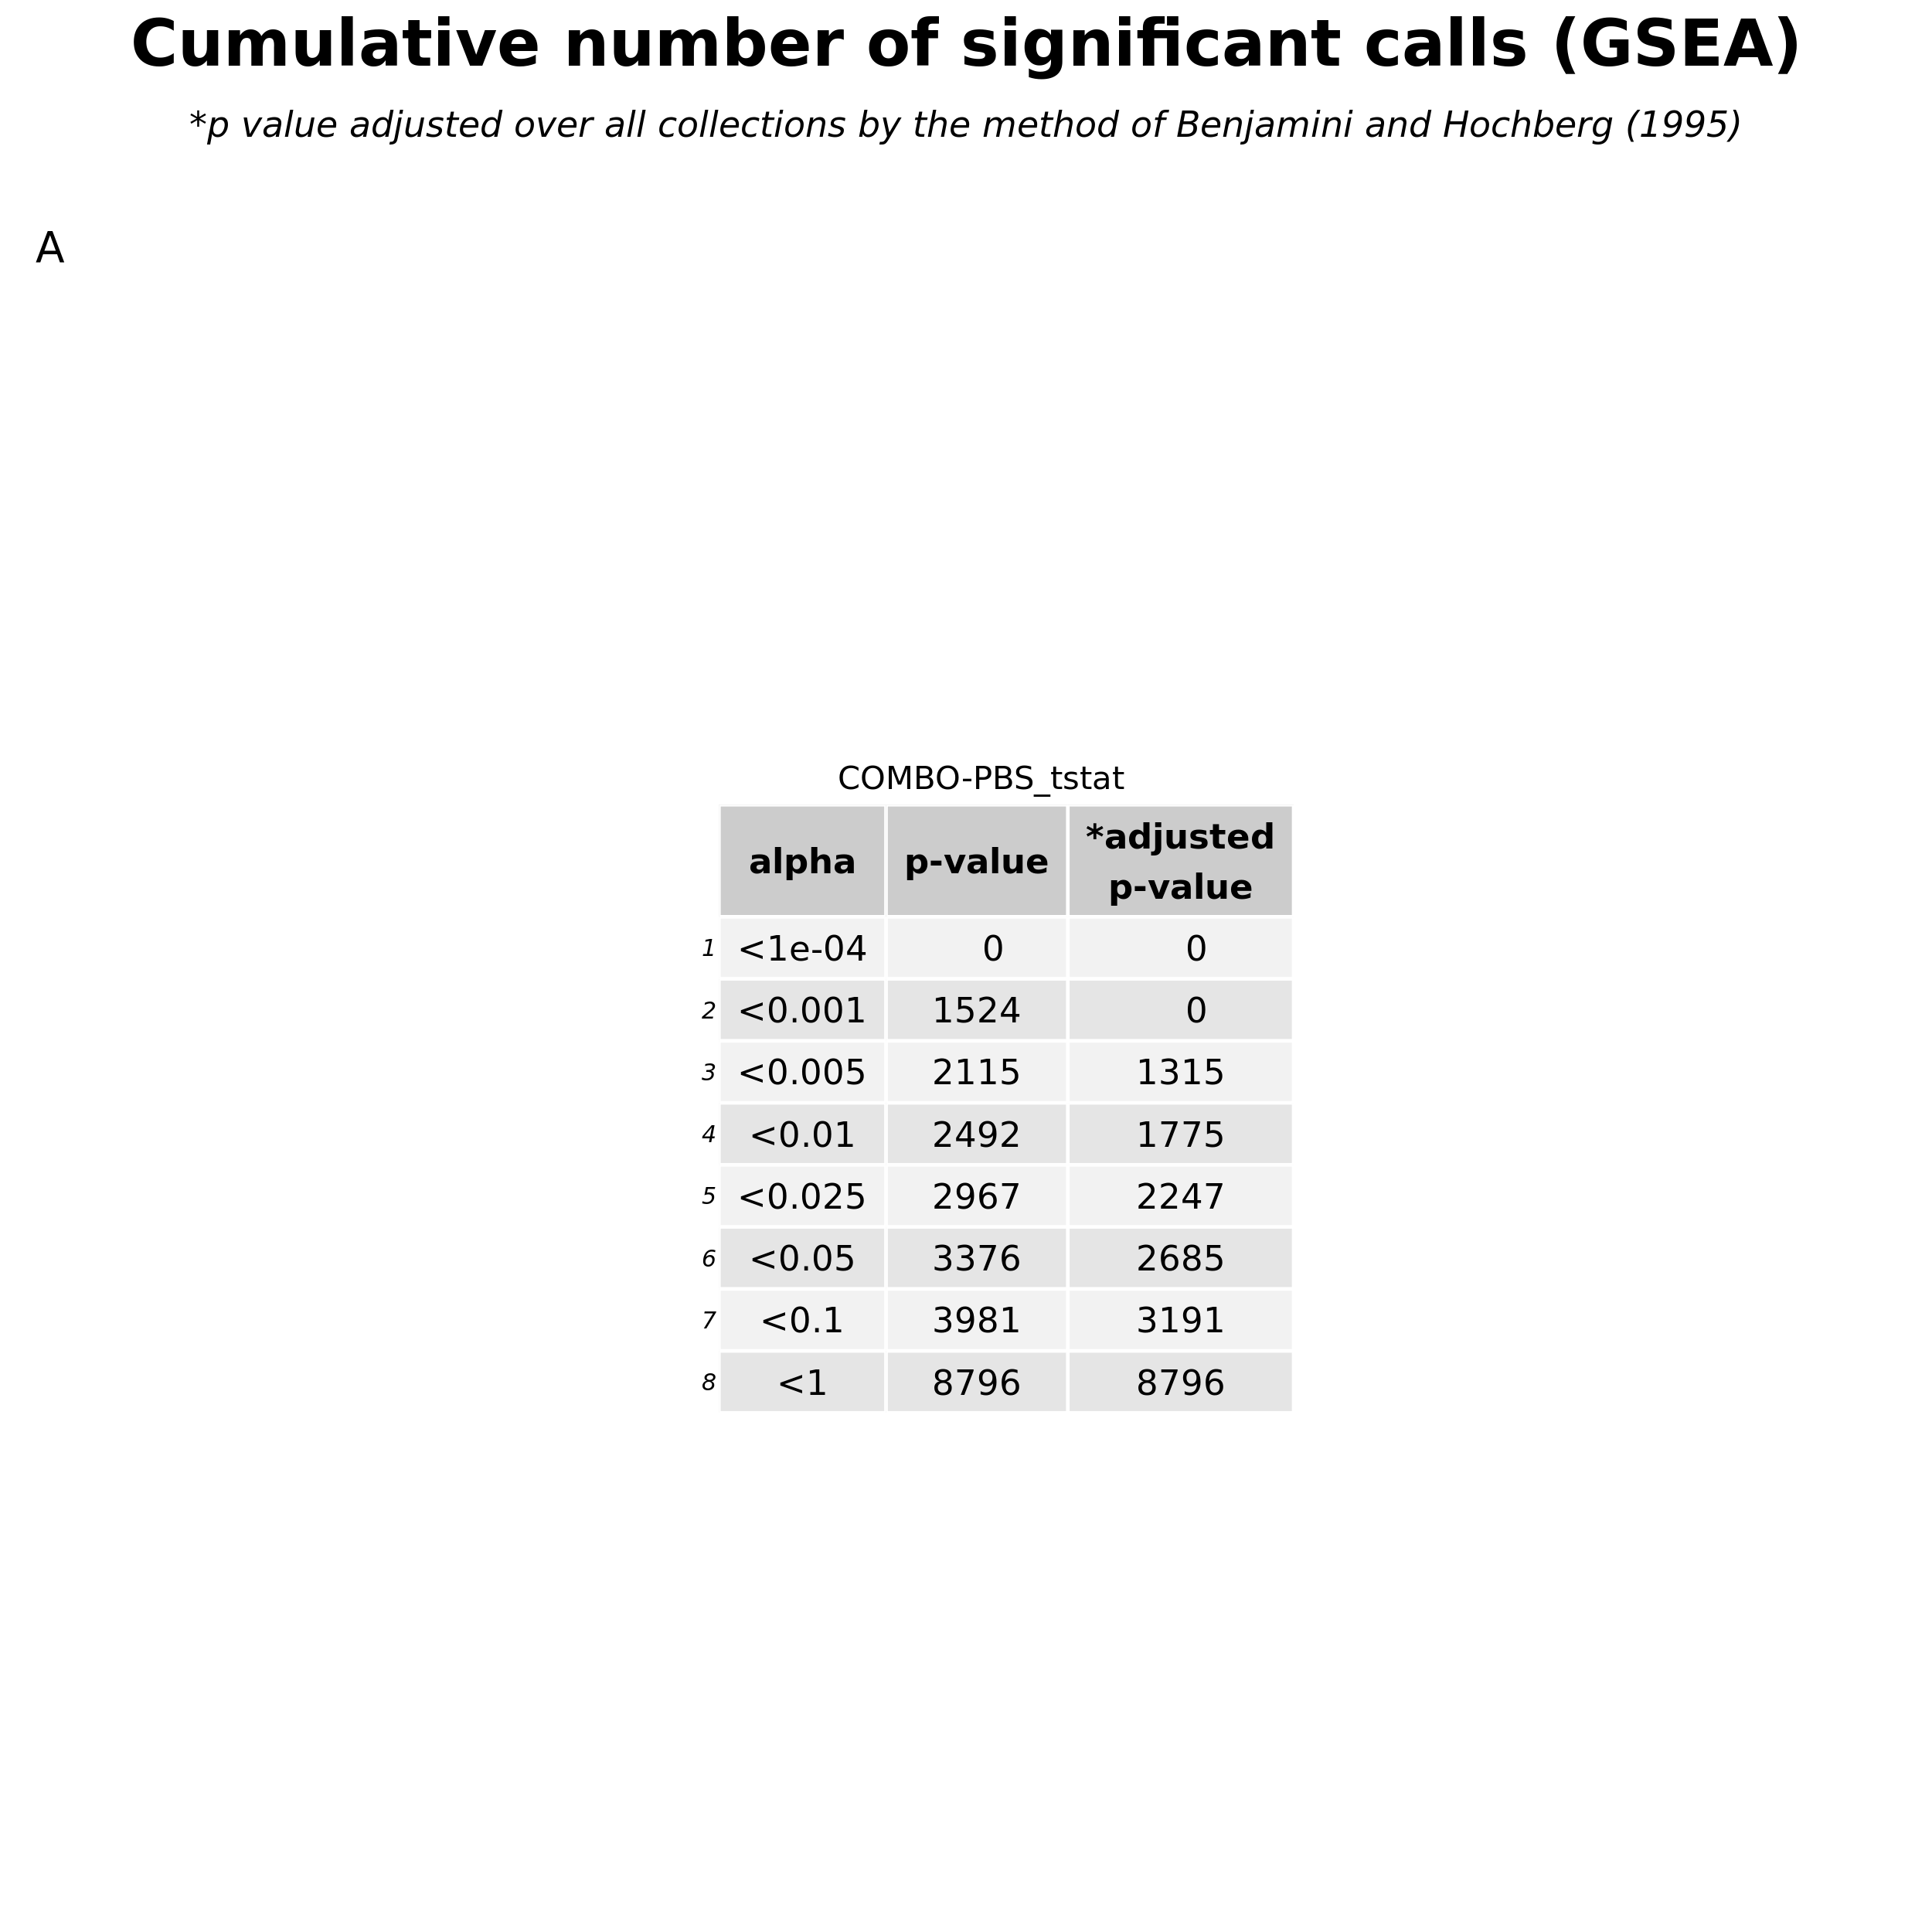 Cumulative number of significant calls (GSEA)
*p value adjusted over all collections by the method of Benjamini and Hochberg (1995)
A
COMBO-PBS_tstat
alpha p-value *adjusted p-value
1 <1e-04 0 0
2 <0.001 1524 0
3 <0.005 2115 1315
4 <0.01 2492 1775
5 <0.025 2967 2247
6 <0.05 3376 2685
7 <0.1 3981 3191
8 <1 8796 8796